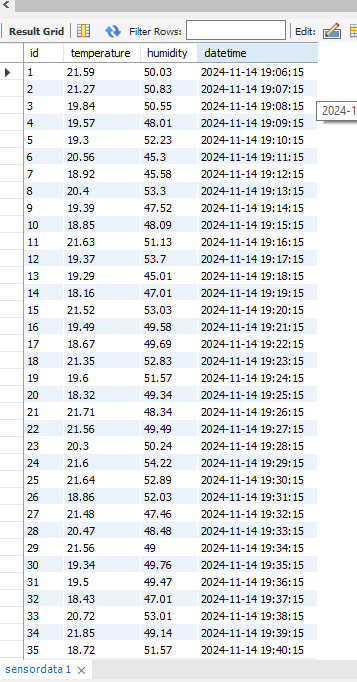 Result Grid Filter Rows: Edit:
id temperature humidity datetime
1 21.59 50.03 2024-11-14 19:06:15
2 21.27 50.83 2024-11-14 19:07:15
3 19.84 50.55 2024-11-14 19:08:15
2024-1
4 19.57 48.01 2024-11-14 19:09:15
5 19.3 52.23 2024-11-14 19:10:15
6 20.56 45.3 2024-11-14 19:11:15
7 18.92 45.58 2024-11-14 19:12:15
8 20.4 53.3 2024-11-14 19:13:15
9 19.39 47.52 2024-11-14 19:14:15
10 18.85 48.09 2024-11-14 19:15:15
11 21.63 51.13 2024-11-14 19:16:15
12 19.37 53.7 2024-11-14 19:17:15
13 19.29 45.01 2024-11-14 19:18:15
14 18.16 47.01 2024-11-14 19:19:15
15 21.52 53.03 2024-11-14 19:20:15
16 19.49 49.58 2024-11-14 19:21:15
17 18.67 49.69 2024-11-14 19:22:15
18 21.35 52.83 2024-11-14 19:23:15
19 19.6 51.57 2024-11-14 19:24:15
20 18.32 49.34 2024-11-14 19:25:15
21 21.71 48.34 2024-11-14 19:26:15
22 21.56 49.49 2024-11-14 19:27:15
23 20.3 50.24 2024-11-14 19:28:15
24 21.6 54.22 2024-11-14 19:29:15
25 21.64 52.89 2024-11-14 19:30:15
26 18.86 52.03 2024-11-14 19:31:15
27 21.48 47.46 2024-11-14 19:32:15
28 20.47 48.48 2024-11-14 19:33:15
29 21.56 49 2024-11-14 19:34:15
30 19.34 49.76 2024-11-14 19:35:15
31 19.5 49.47 2024-11-14 19:36:15
32 18.43 47.01 2024-11-14 19:37:15
33 20.72 53.01 2024-11-14 19:38:15
34 21.85 49.14 2024-11-14 19:39:15
35 18.72 51.57 2024-11-14 19:40:15
sensordata 1